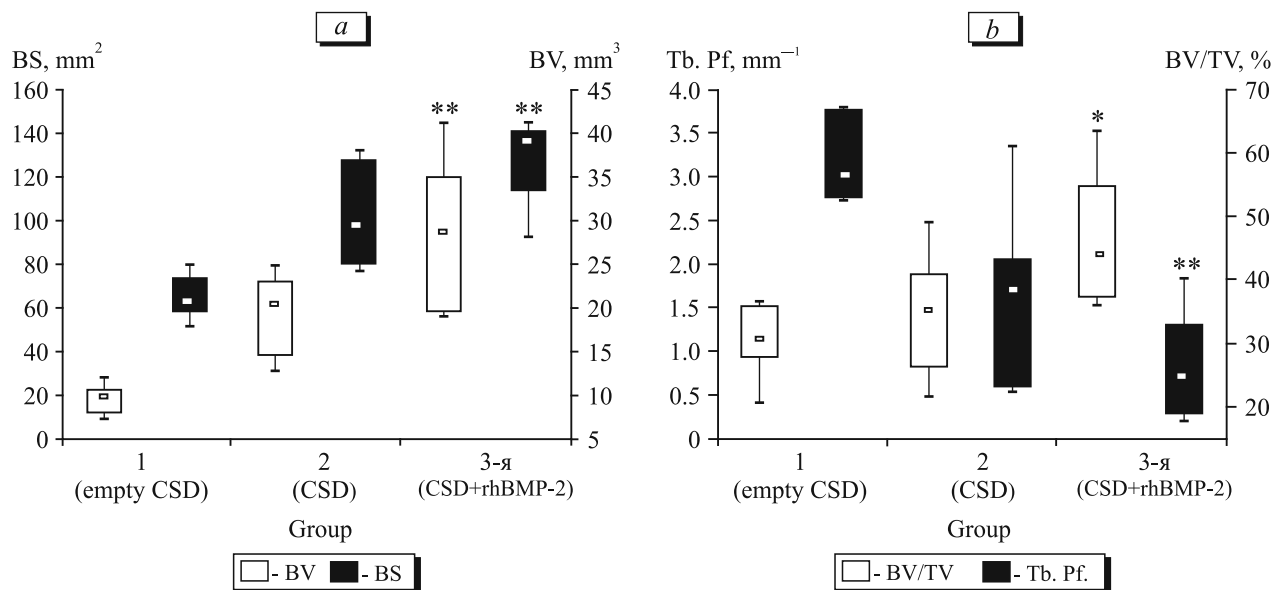 a
BS, mm²
BV, mm³
160
140
120
100
80
60
40
20
0
45
40
35
30
25
20
15
10
5
** **
1
(empty CSD)
2
(CSD)
3-я
(CSD+rhBMP-2)
Group
- BV - BS
b
Tb. Pf, mm⁻¹
BV/TV, %
4.0
3.5
3.0
2.5
2.0
1.5
1.0
0.5
0
70
60
50
40
30
20
*
**
1
(empty CSD)
2
(CSD)
3-я
(CSD+rhBMP-2)
Group
- BV/TV - Tb. Pf.